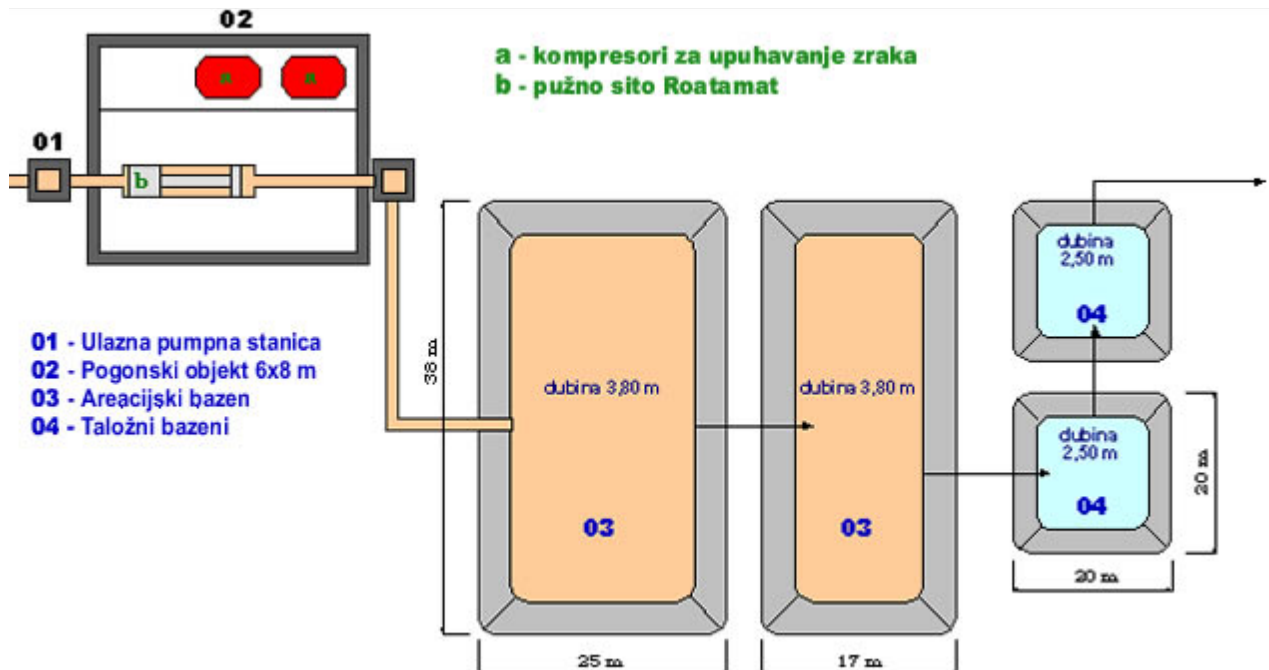 02
a - kompresori za upuhavanje zraka
b - pužno sito Roatamat
a
a
01
b
01 - Ulazna pumpna stanica
02 - Pogonski objekt 6x8 m
03 - Areacijski bazen
04 - Taložni bazeni
38 m
dubina 3,80 m
03
25 m
dubina 3,80 m
03
17 m
dubina
2,50 m
04
dubina
2,50 m
04
20 m
20 m